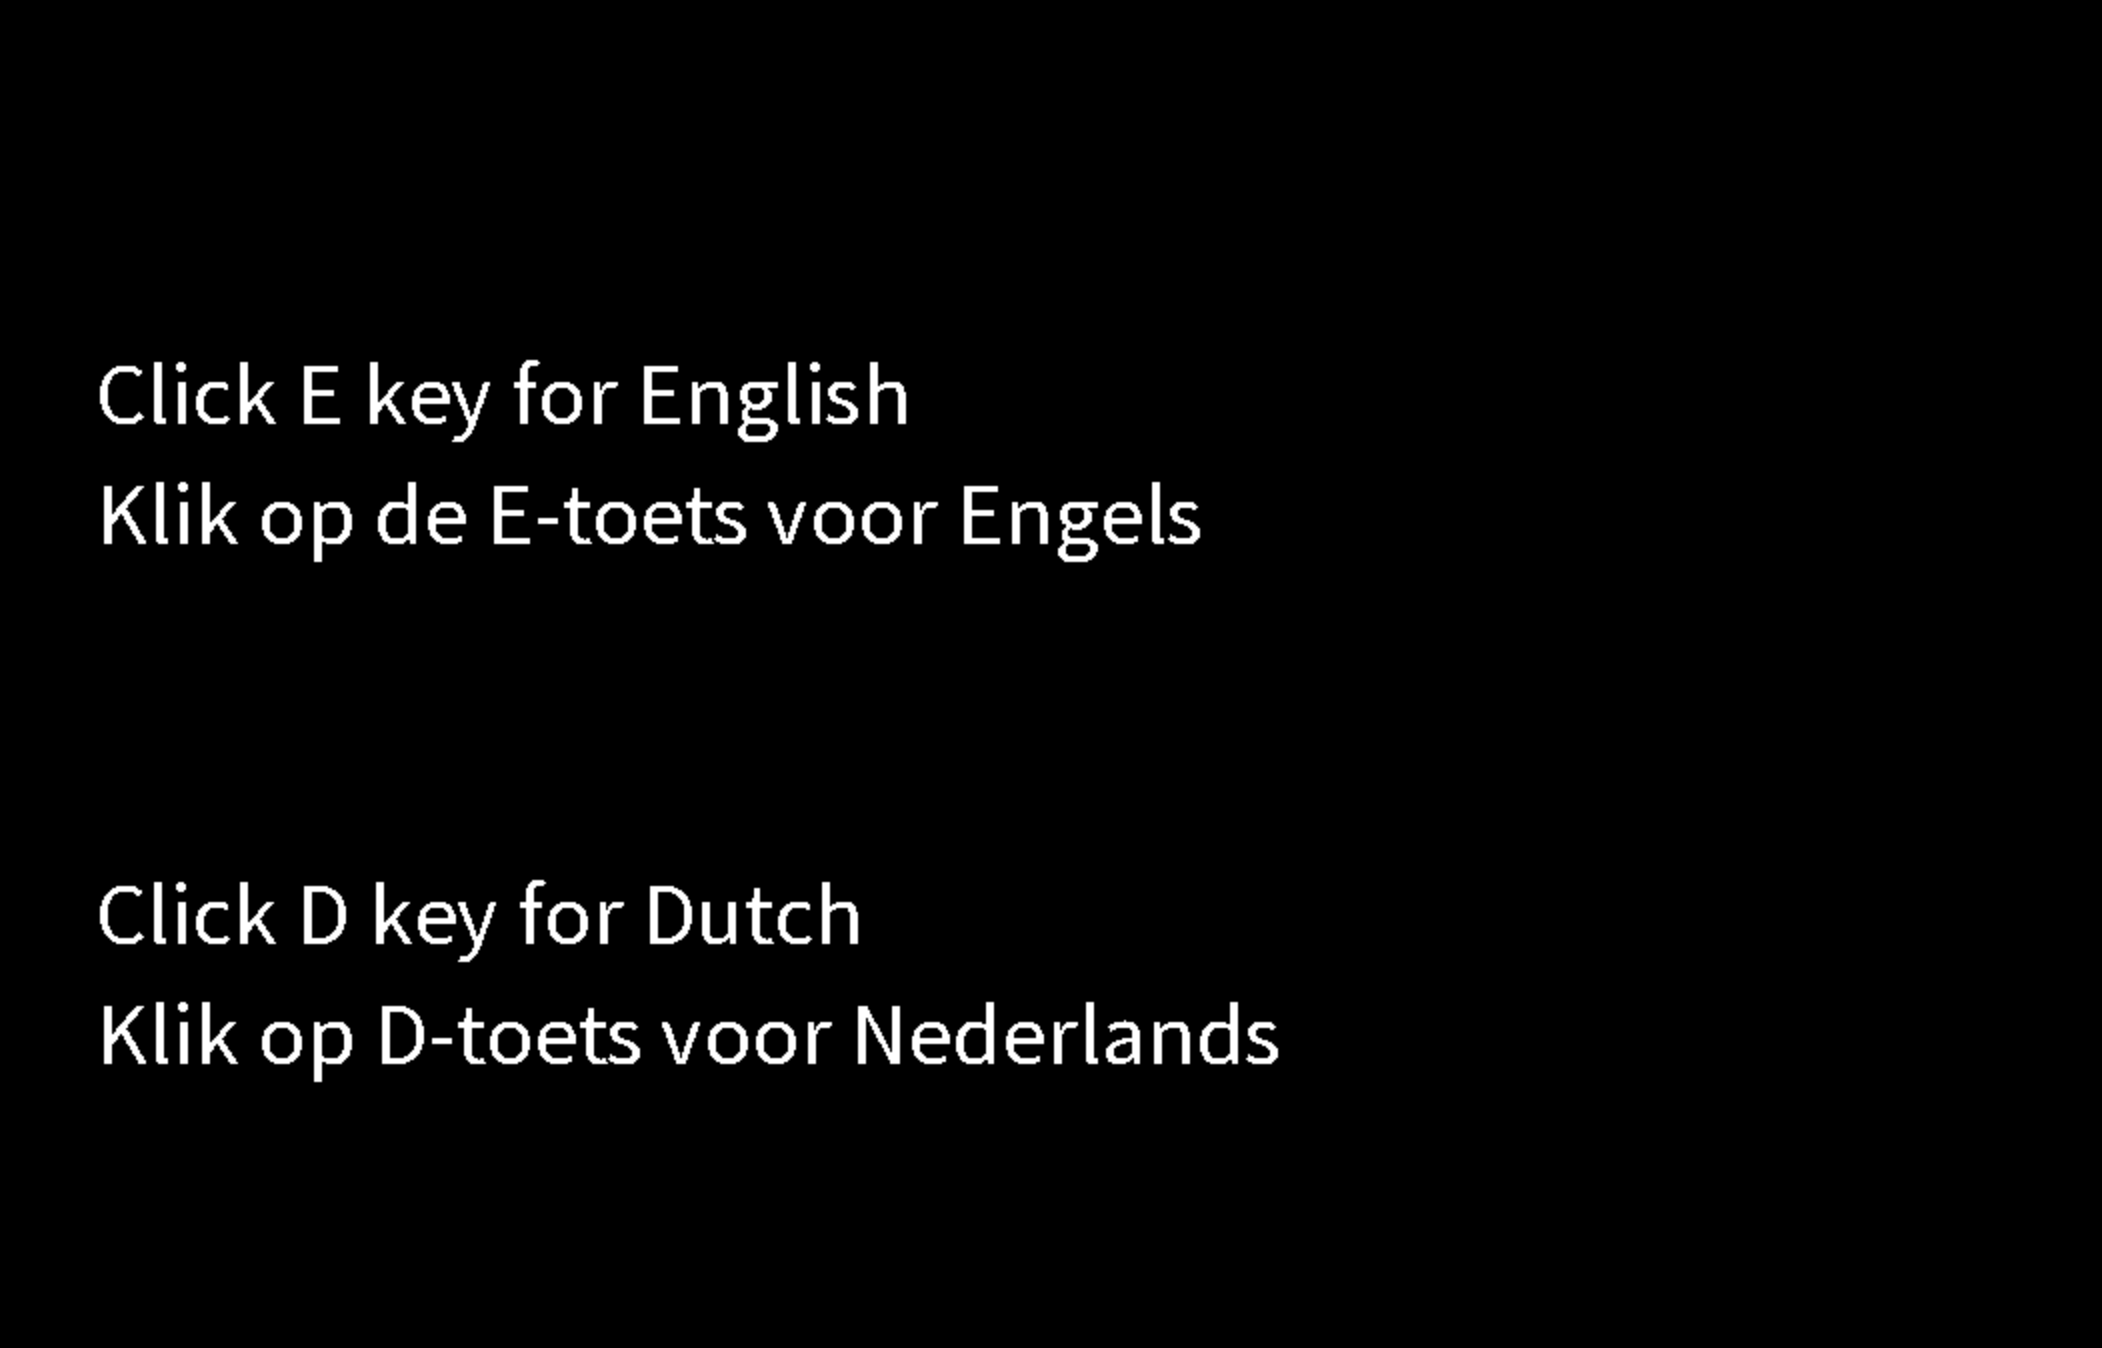 Click E key for English
Klik op de E-toets voor Engels
Click D key for Dutch
Klik op D-toets voor Nederlands